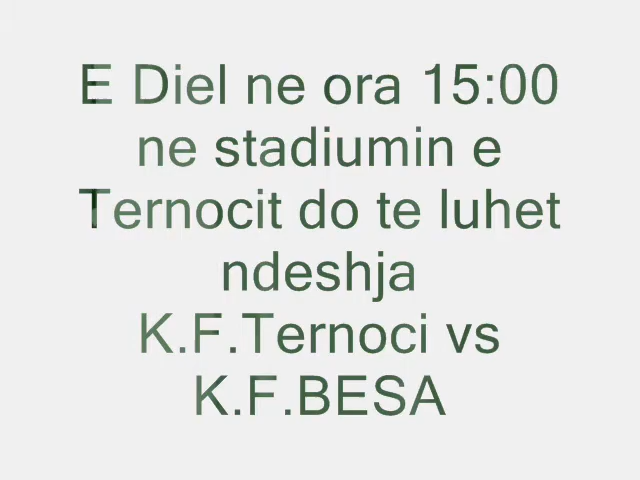 E Diel ne ora 15:00
ne stadiumin e
Ternocit do te luhet
ndeshja
K.F.Ternoci vs
K.F.BESA